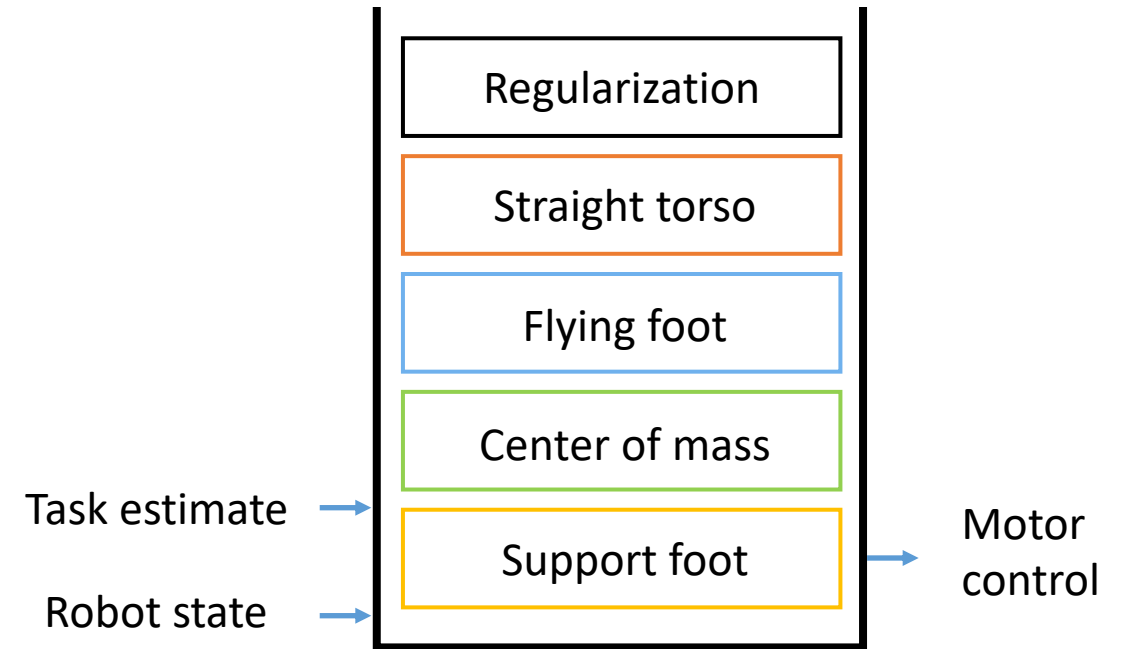 Regularization
Straight torso
Flying foot
Center of mass
Support foot
Task estimate
Robot state
Motor
control